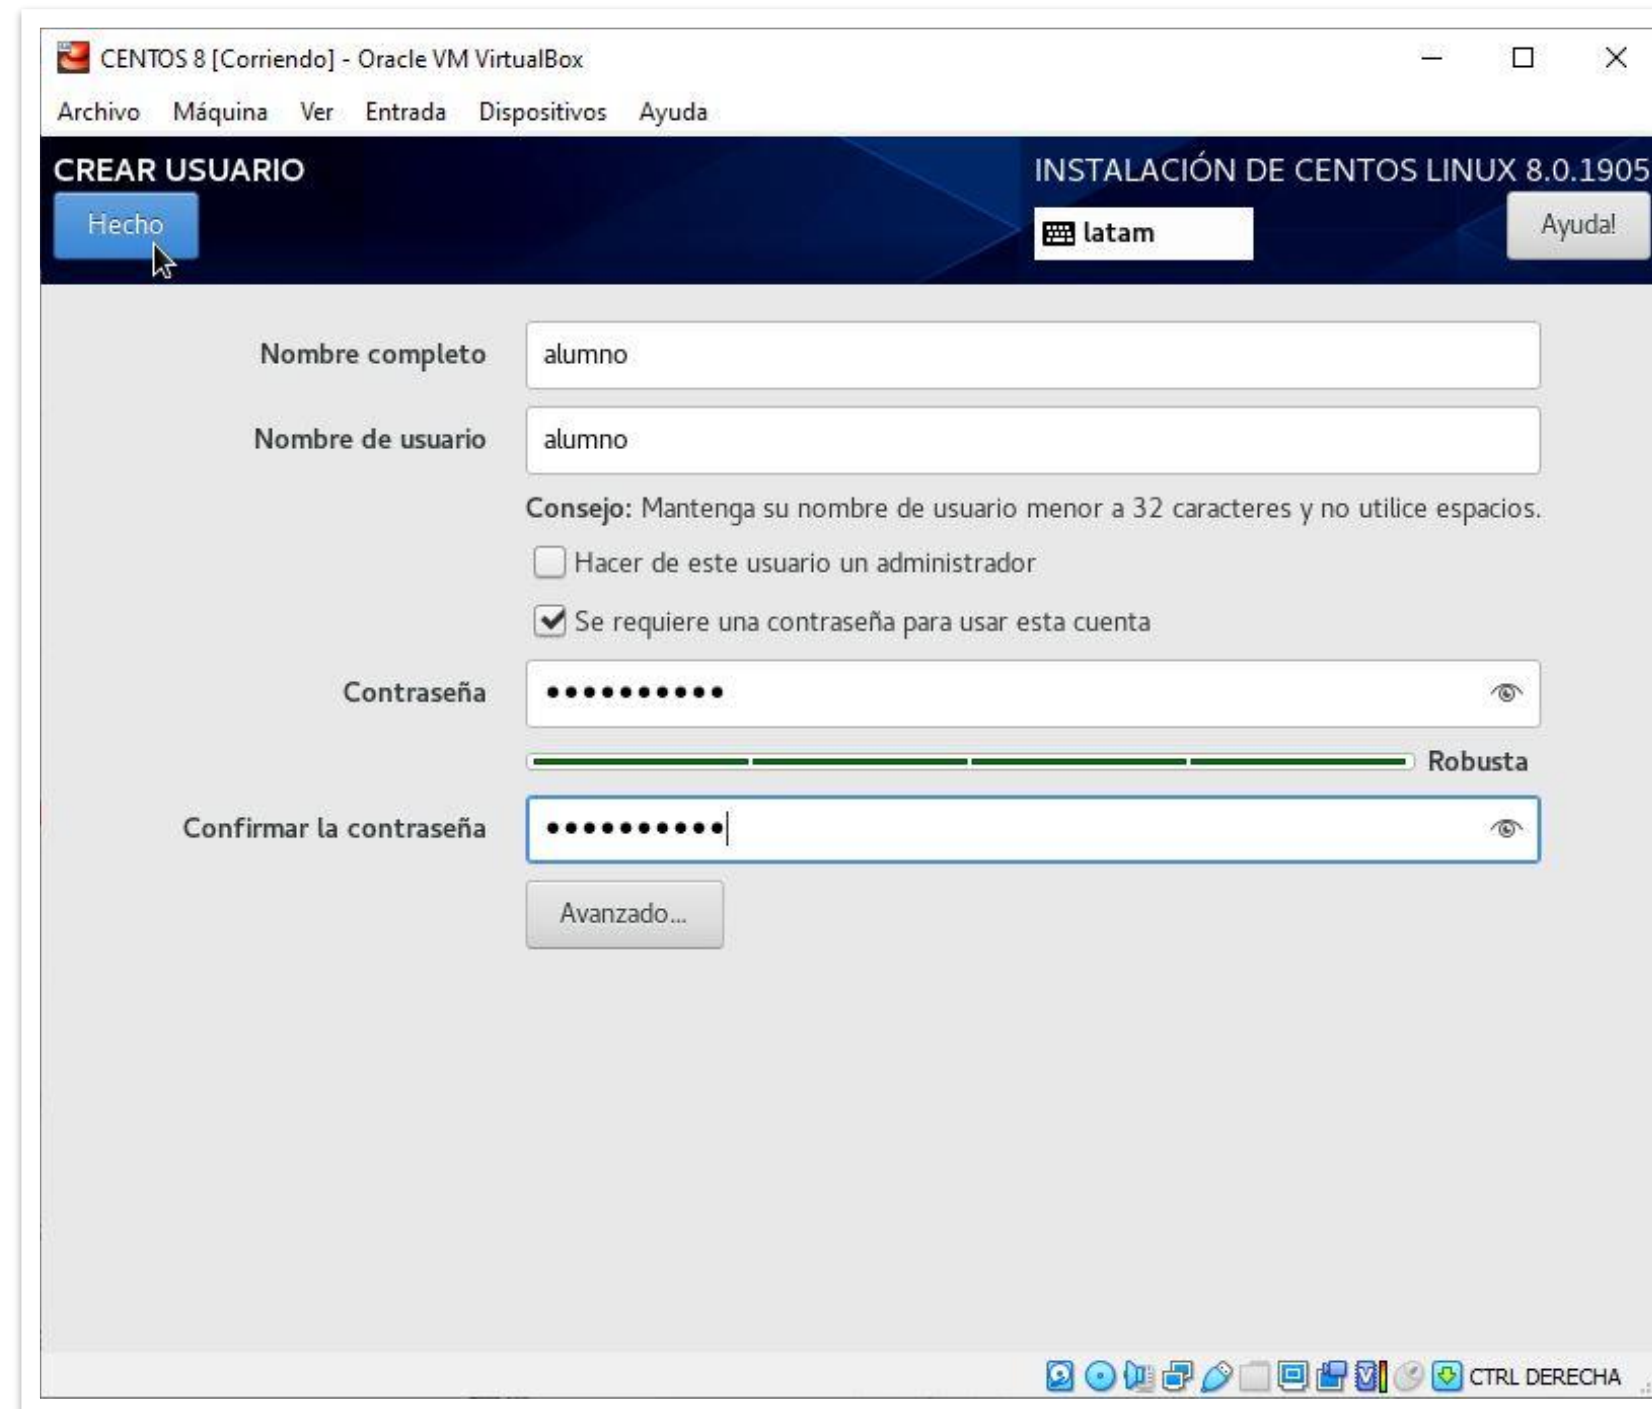 CENTOS 8 [Corriendo] - Oracle VM VirtualBox
Archivo Máquina Ver Entrada Dispositivos Ayuda
CREAR USUARIO
INSTALACIÓN DE CENTOS LINUX 8.0.1905
Hecho
latam
Ayuda!
Nombre completo
alumno
Nombre de usuario
alumno
Consejo: Mantenga su nombre de usuario menor a 32 caracteres y no utilice espacios.
Hacer de este usuario un administrador
Se requiere una contraseña para usar esta cuenta
Contraseña
●●●●●●●●●●
Robusta
Confirmar la contraseña
●●●●●●●●●●
Avanzado...
CTRL DERECHA